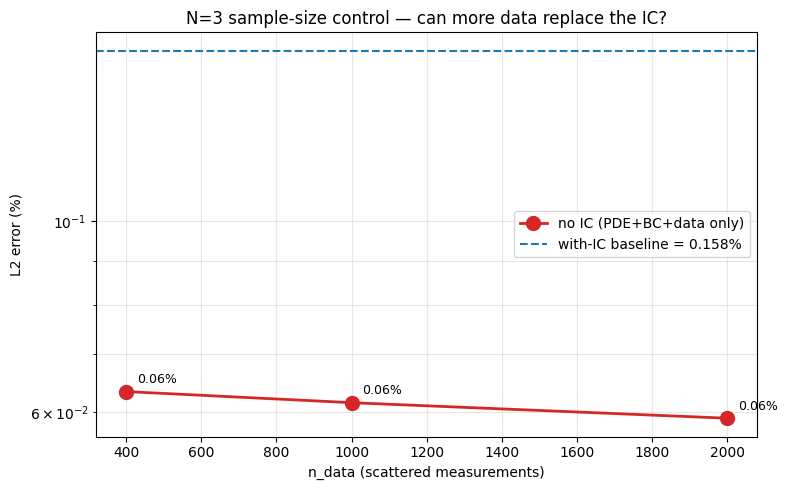 N=3 sample-size control — can more data replace the IC?
L2 error (%)
10⁻¹
6 × 10⁻²
0.06%
0.06%
0.06%
no IC (PDE+BC+data only)
with-IC baseline = 0.158%
400 600 800 1000 1200 1400 1600 1800 2000
n_data (scattered measurements)